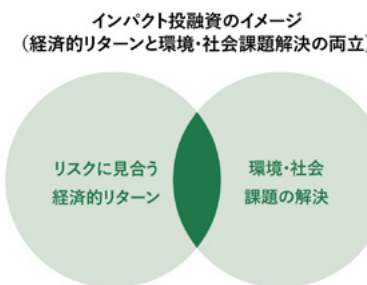 インパクト投融資のイメージ
(経済的リターンと環境・社会課題解決の両立)
リスクに見合う
経済的リターン
環境・社会
課題の解決